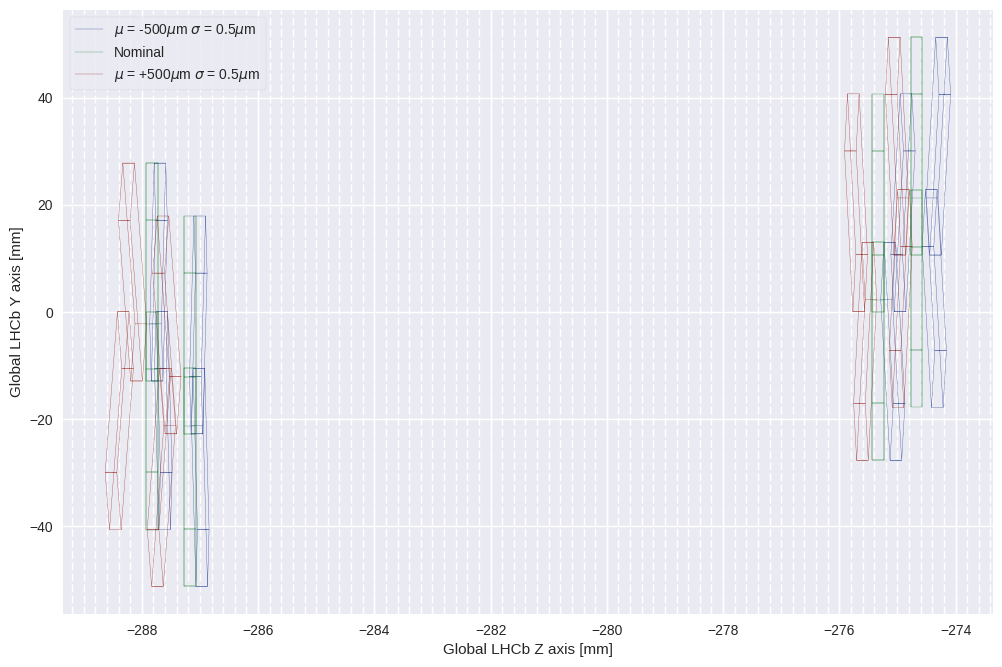 μ = -500μm σ = 0.5μm
Nominal
μ = +500μm σ = 0.5μm
40
20
0
−20
−40
Global LHCb Y axis [mm]
−288 −286 −284 −282 −280 −278 −276 −274
Global LHCb Z axis [mm]